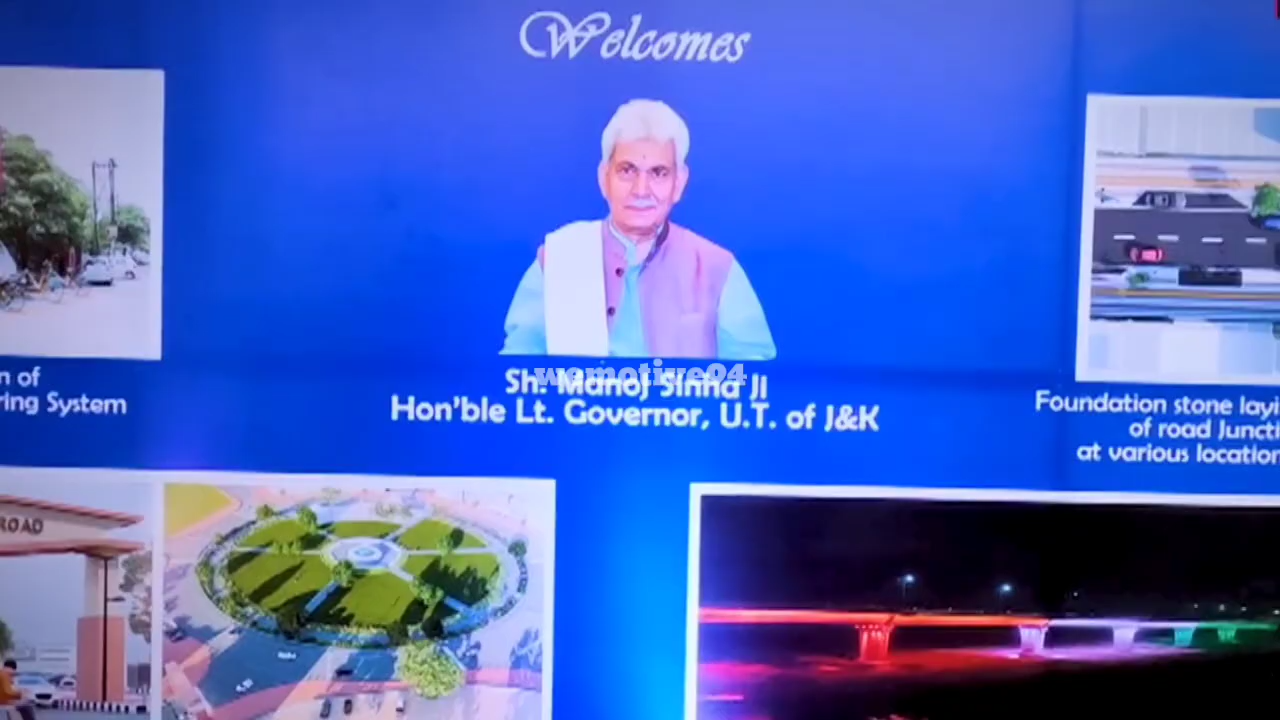 Welcomes
wemotive04
Sh. Manoj Sinha Ji
Hon'ble Lt. Governor, U.T. of J&K
n of
ring System
Foundation stone layi
of road Juncti
at various location
ROAD